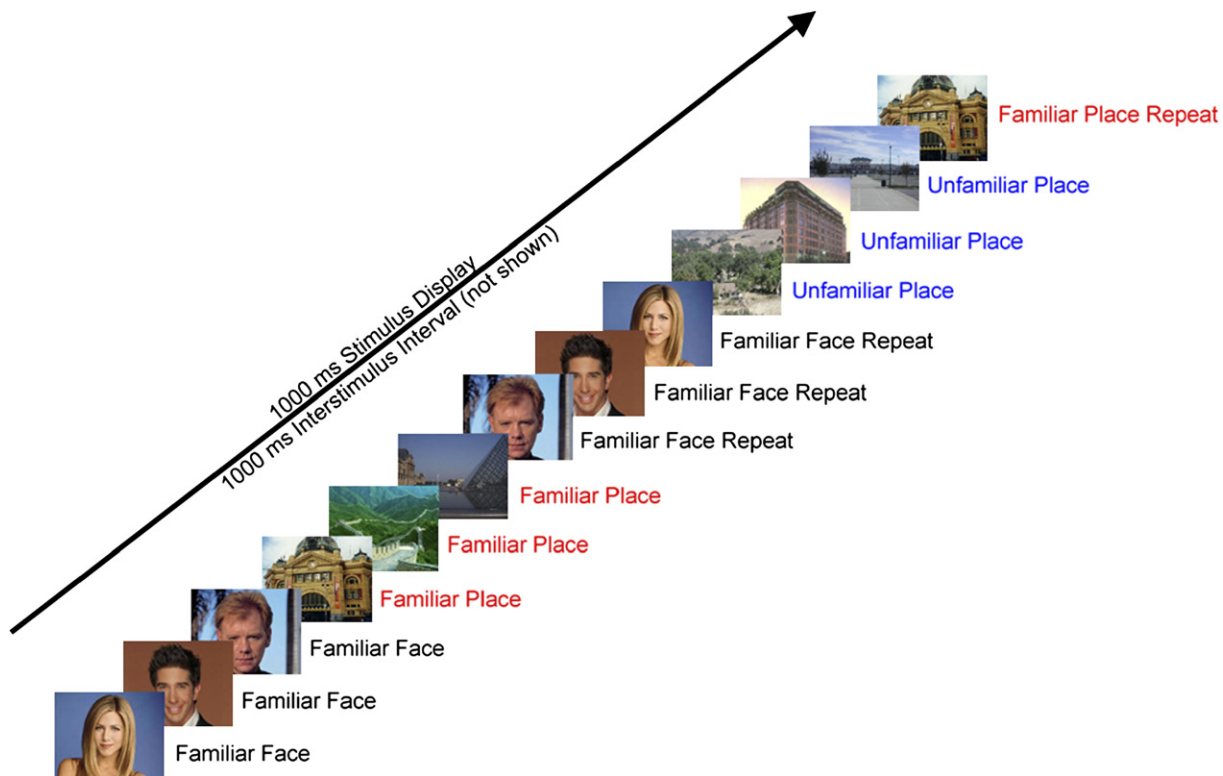 Familiar Place Repeat
Unfamiliar Place
Unfamiliar Place
Unfamiliar Place
1000 ms Stimulus Display
1000 ms Interstimulus Interval (not shown)
Familiar Face Repeat
Familiar Face Repeat
Familiar Face Repeat
Familiar Place
Familiar Place
Familiar Place
Familiar Face
Familiar Face
Familiar Face